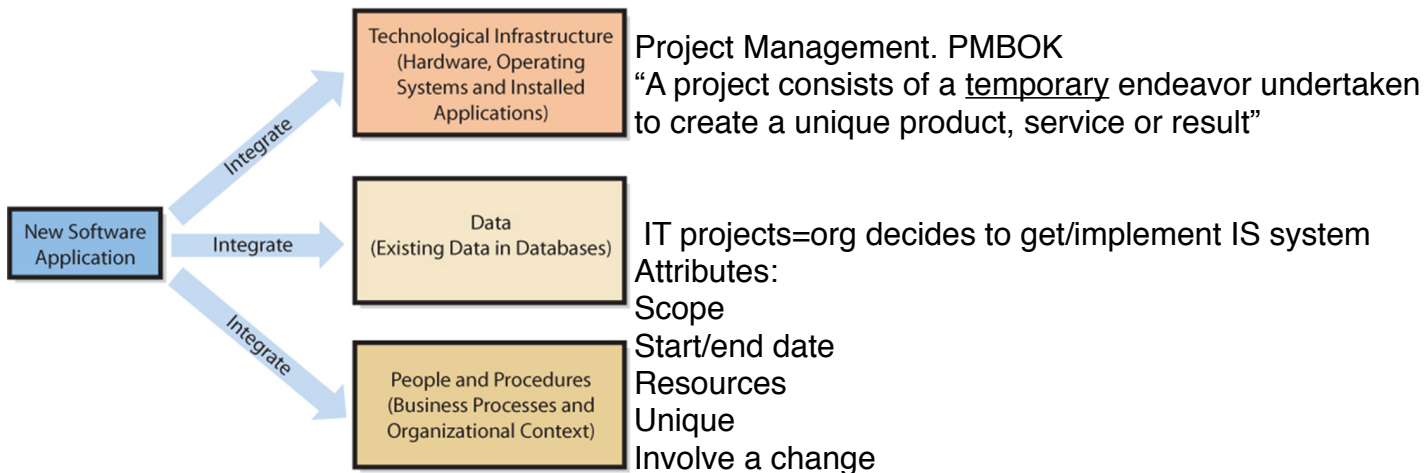 Technological Infrastructure
(Hardware, Operating
Systems and Installed
Applications)
Project Management. PMBOK
“A project consists of a temporary endeavor undertaken
to create a unique product, service or result”
Integrate
New Software
Application
Integrate
Data
(Existing Data in Databases)
IT projects=org decides to get/implement IS system
Attributes:
Scope
Start/end date
Resources
Unique
Involve a change
Integrate
People and Procedures
(Business Processes and
Organizational Context)